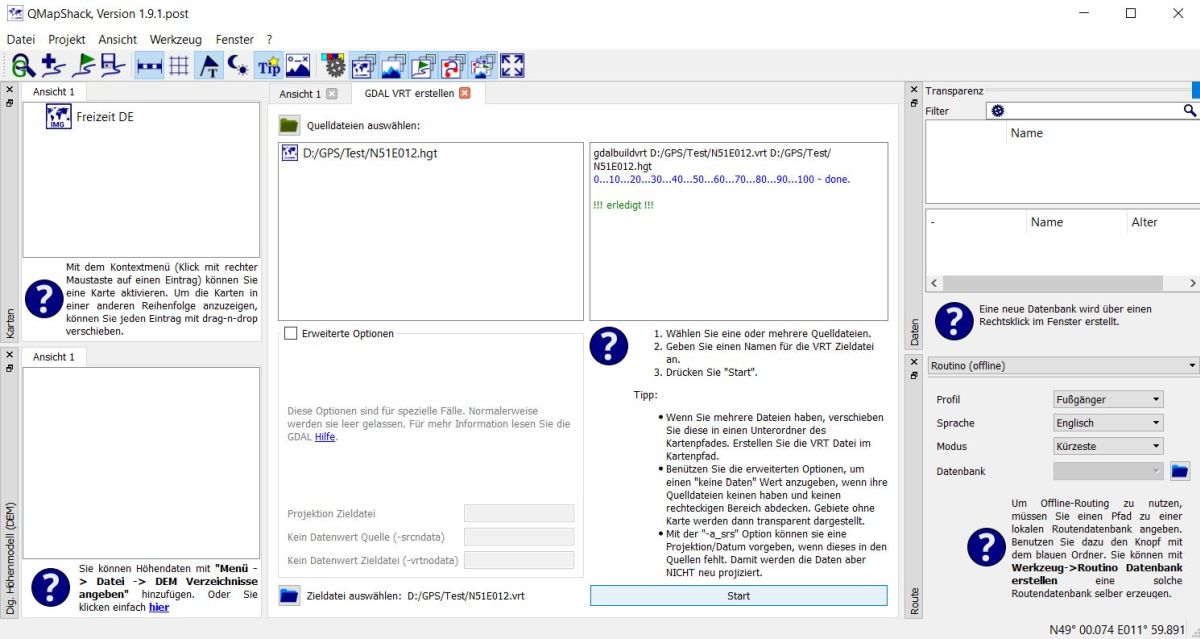 QMapShack, Version 1.9.1.post
Datei Projekt Ansicht Werkzeug Fenster ?
T Tip
Ansicht 1
IMG Freizeit DE
Mit dem Kontextmenü (Klick mit rechter
Maustaste auf einen Eintrag) können Sie
eine Karte aktivieren. Um die Karten in
einer anderen Reihenfolge anzuzeigen,
können Sie jeden Eintrag mit drag-n-drop
verschieben.
Karten
Ansicht 1
Sie können Höhendaten mit "Menü -
> Datei -> DEM Verzeichnisse
angeben" hinzufügen. Oder Sie
klicken einfach hier
Dig. Höhenmodell (DEM)
Ansicht 1
GDAL VRT erstellen
Quelldateien auswählen:
D:/GPS/Test/N51E012.hgt
gdalbuildvrt D:/GPS/Test/N51E012.vrt D:/GPS/Test/
N51E012.hgt
0...10...20...30...40...50...60...70...80...90...100 - done.
!!! erledigt !!!
Erweiterte Optionen
Diese Optionen sind für spezielle Fälle. Normalerweise
werden sie leer gelassen. Für mehr Information lesen Sie die
GDAL Hilfe.
Projektion Zieldatei
Kein Datenwert Quelle (-srcndata)
Kein Datenwert Zieldatei (-vrtnodata)
Zieldatei auswählen: D:/GPS/Test/N51E012.vrt
1. Wählen Sie eine oder mehrere Quelldateien.
2. Geben Sie einen Namen für die VRT Zieldatei
an.
3. Drücken Sie "Start".
Tipp:
• Wenn Sie mehrere Dateien haben, verschieben
Sie diese in einen Unterordner des
Kartenpfades. Erstellen Sie die VRT Datei im
Kartenpfad.
• Benützen Sie die erweiterten Optionen, um
einen "keine Daten" Wert anzugeben, wenn ihre
Quelldateien keinen haben und keinen
rechteckigen Bereich abdecken. Gebiete ohne
Karte werden dann transparent dargestellt.
• Mit der "-a_srs" Option können sie eine
Projektion/Datum vorgeben, wenn dieses in den
Quellen fehlt. Damit werden die Daten aber
NICHT neu projiziert.
Start
Transparenz
Filter
Name
- Name Alter
Eine neue Datenbank wird über einen
Rechtsklick im Fenster erstellt.
Daten
Routino (offline)
Profil Fußgänger
Sprache Englisch
Modus Kürzeste
Datenbank
Um Offline-Routing zu nutzen,
müssen Sie einen Pfad zu einer
lokalen Routendatenbank angeben.
Benutzen Sie dazu den Knopf mit
dem blauen Ordner. Sie können mit
Werkzeug->Routino Datenbank
erstellen eine solche
Routendatenbank selber erzeugen.
Route
N49° 00.074 E011° 59.891